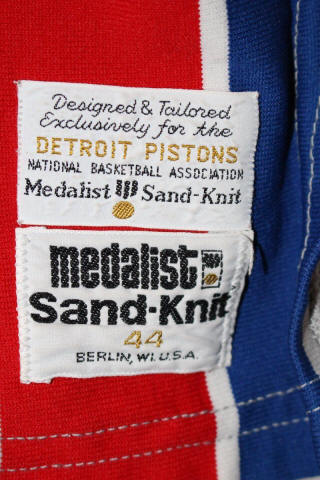 Designed & Tailored
Exclusively for the
DETROIT PISTONS
NATIONAL BASKETBALL ASSOCIATION
Medalist Sand-Knit
medalist
Sand-Knit
44
BERLIN, WI. U.S.A.